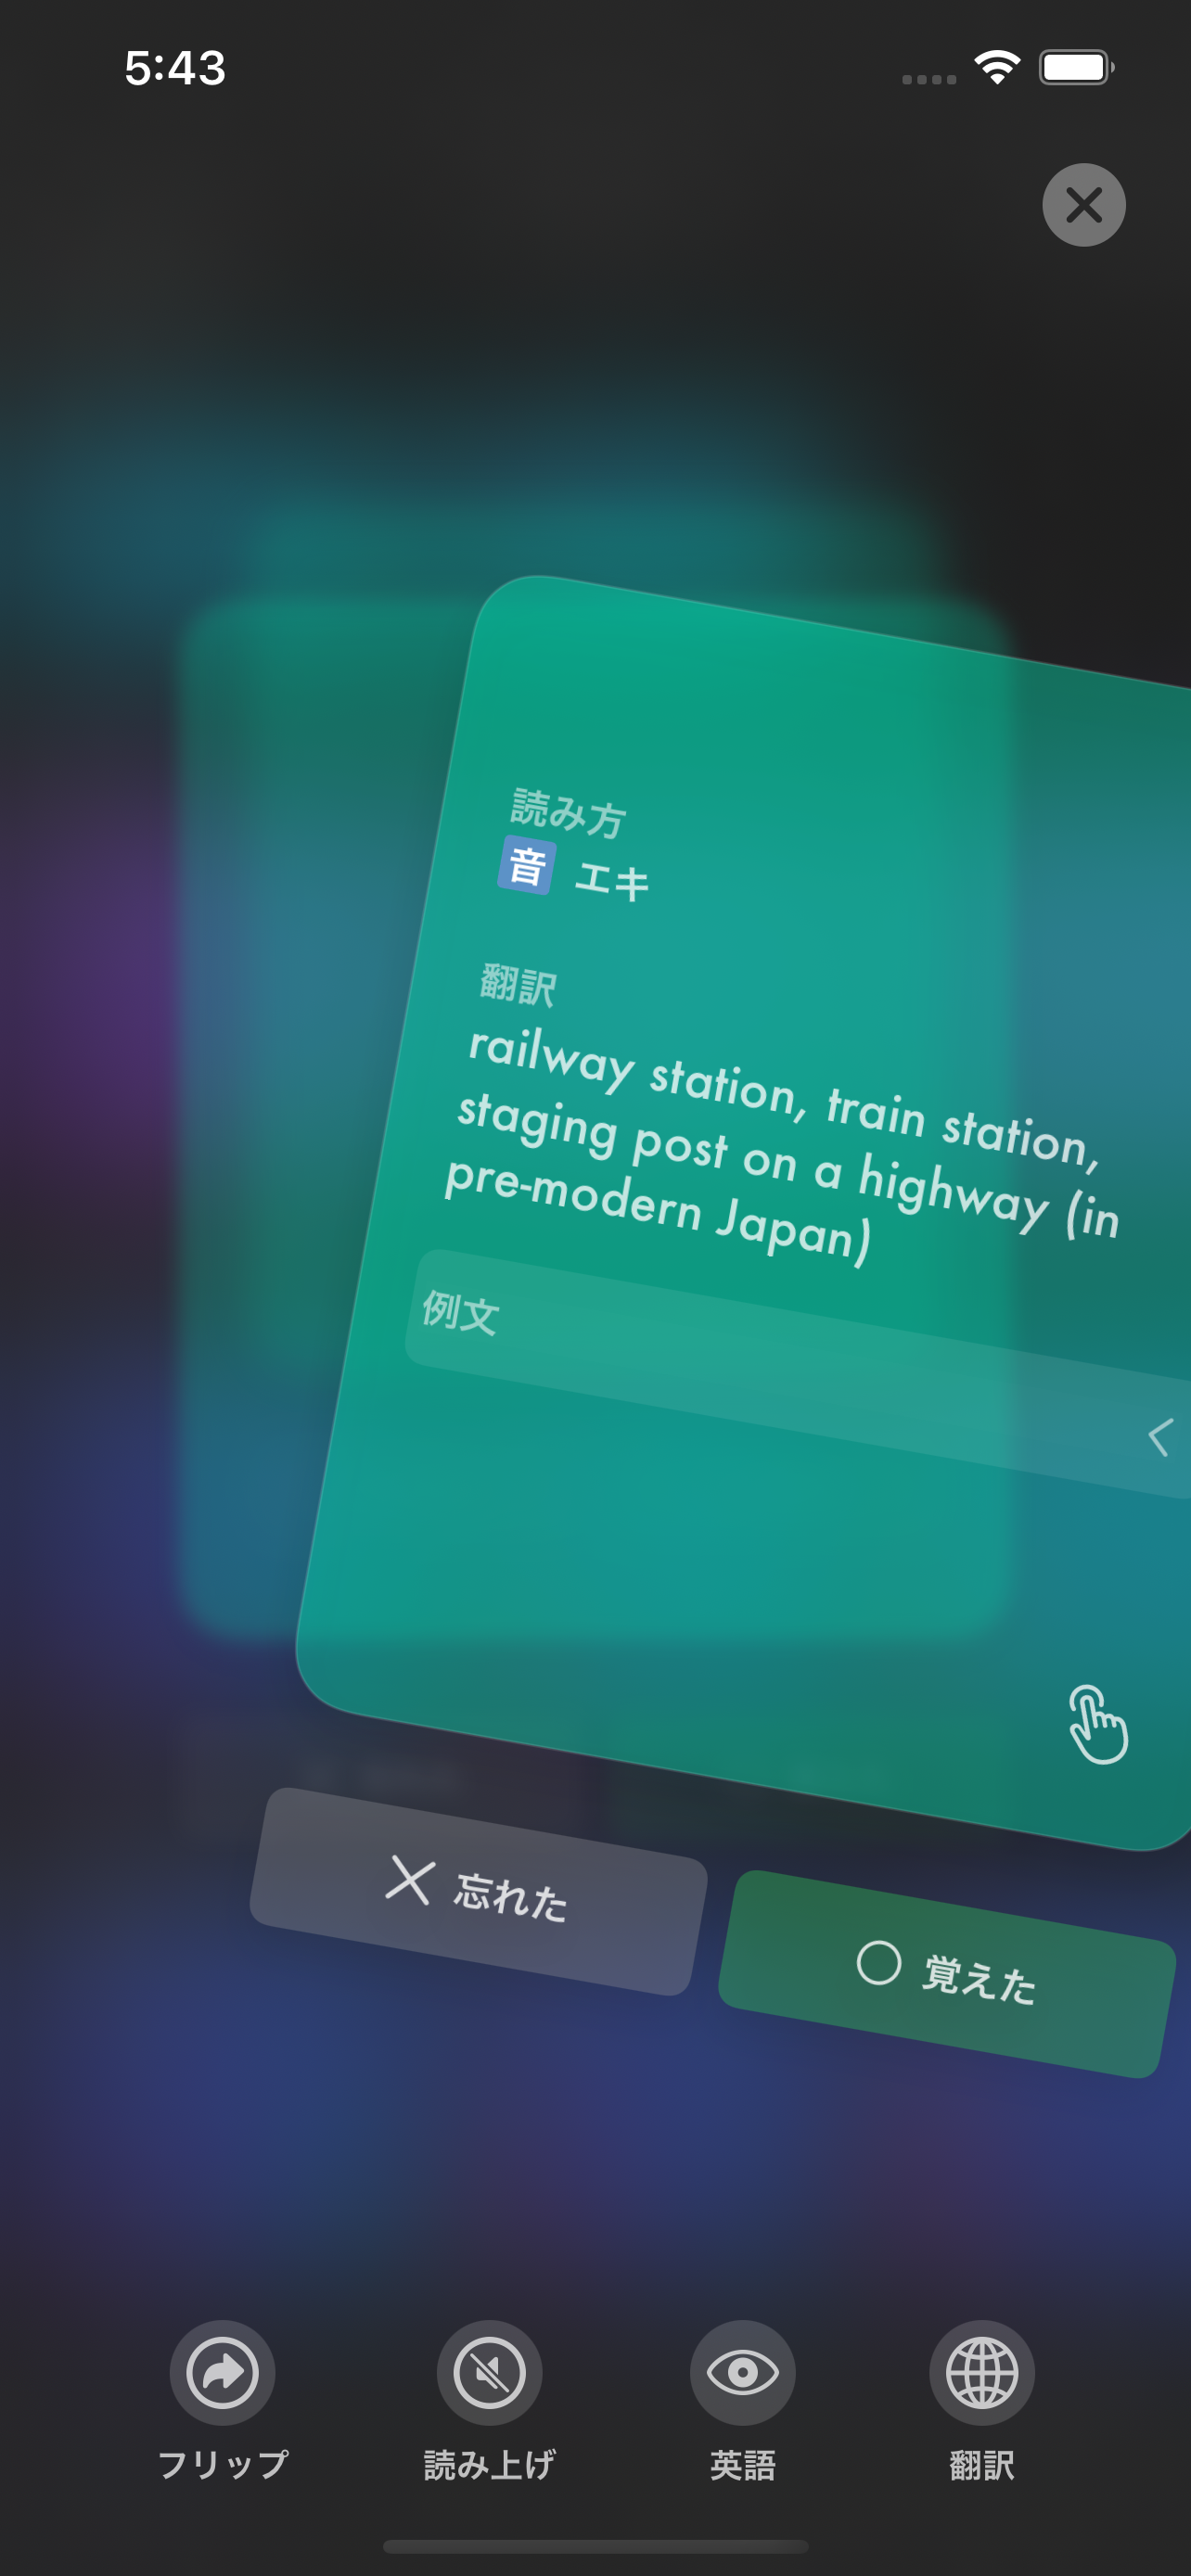 5:43
読み方
音 エキ
翻訳
railway station, train station,
staging post on a highway (in
pre-modern Japan)
例文
忘れた
覚えた
フリップ
読み上げ
英語
翻訳